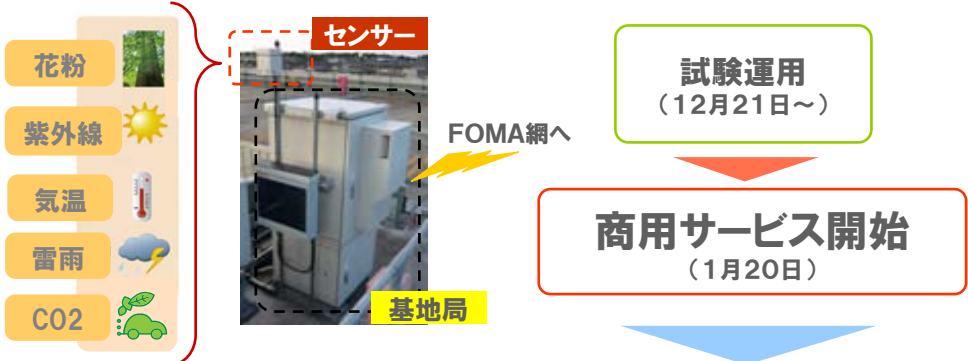 花粉
紫外線
気温
雷雨
CO2
センサー
FOMA網へ
基地局
試験運用
（12月21日～）
商用サービス開始
（1月20日）